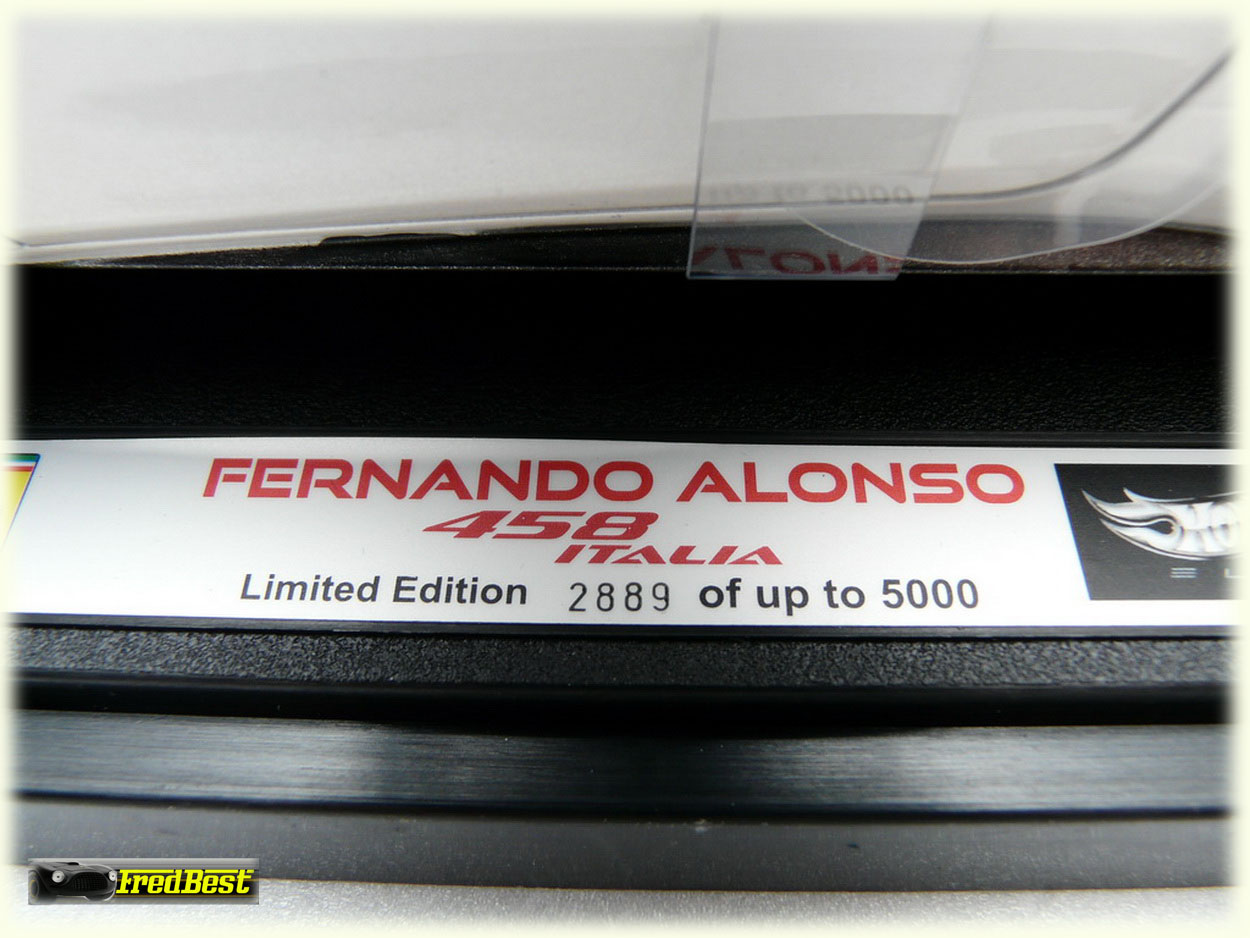 FERNANDO ALONSO
458
ITALIA
Limited Edition 2889 of up to 5000
FredBest